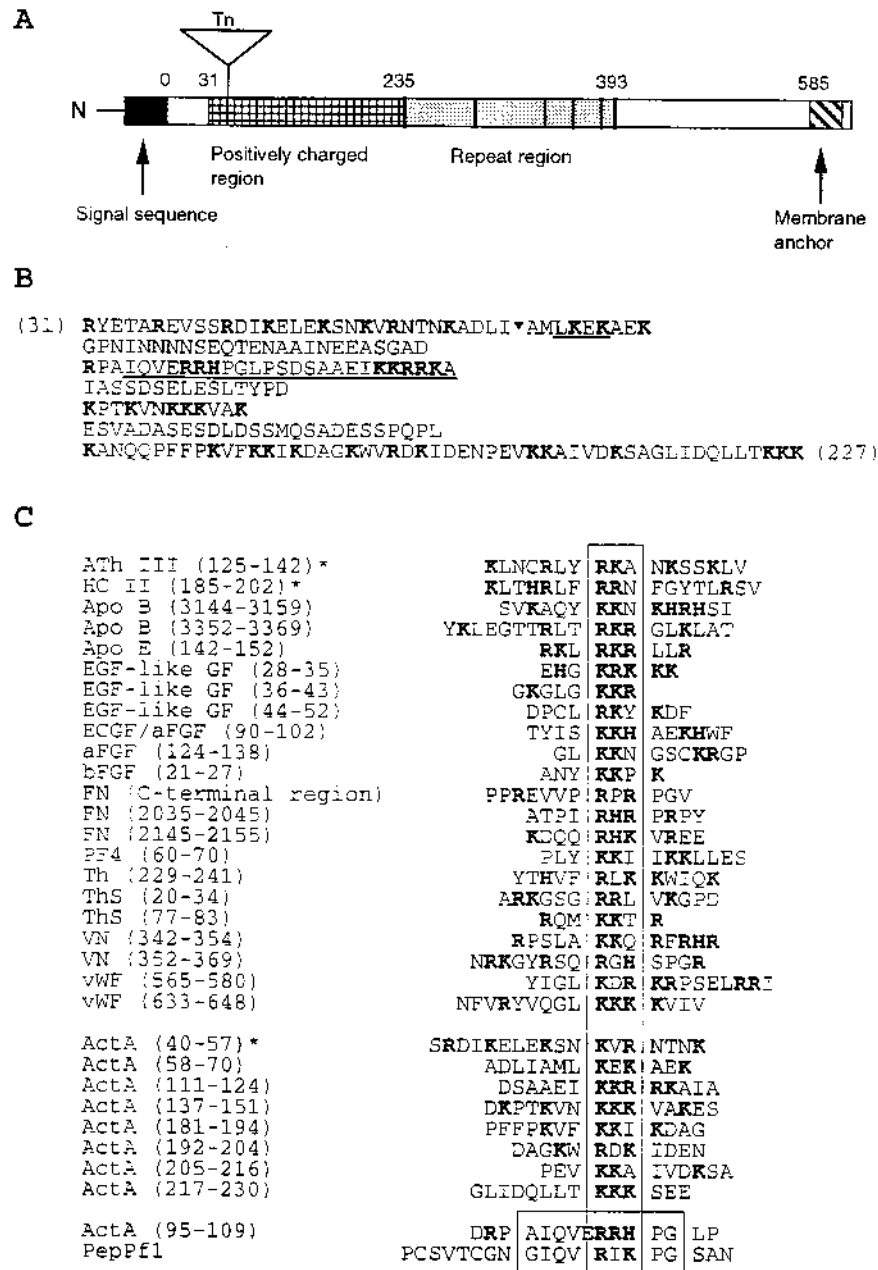 A
Tn
0 31 235 393 585
N
Positively charged region
Repeat region
Signal sequence
Membrane anchor
B
(31) RYETAREVSSRDIKELEKSNKVRNTNKADLI▼AMLKEKAEK
GPNINNNNSEQTENAAINEEASGAD
RPAIQVERRHPGLPSDSAAEIKKRRKA
IASSDSELESLTYPD
KPTKVNKKKVAK
ESVADASESDLDSSMQSADESSPQPL
KANQQPFFPKVFKKIKDAGKWVRDKIDENPEVKKAIVDKSAGLIDQLLTKKK (227)
C
ATh III (125-142)* KLNCRLY RKA NKSSKLV
HC II (185-202)* KLTHRLF RRN FGYTLRSV
Apo B (3144-3159) SVKAQY KKN KHRHSI
Apo B (3352-3369) YKLEGTTRLT RKR GLKLAT
Apo E (142-152) RKL RKR LLR
EGF-like GF (28-35) EHG KRK KK
EGF-like GF (36-43) GKGLG KKR
EGF-like GF (44-52) DPCL RKY KDF
ECGF/aFGF (90-102) TYIS KKH AEKHWF
aFGF (124-138) GL KKN GSCKRGP
bFGF (21-27) ANY KKP K
FN (C-terminal region) PPREVVP RPR PGV
FN (2035-2045) ATPI RHR PRPY
FN (2145-2155) KDQQ RHK VREE
PF4 (60-70) PLY KKI IKKLLES
Th (229-241) YTHVF RLK KWIQK
ThS (20-34) ARKGSG RRL VKGPD
ThS (77-83) RQM KKT R
VN (342-354) RPSLA KKQ RFRHR
VN (352-369) NRKGYRSQ RGH SPGR
vWF (565-580) YIGL KDR KRPSELRRI
vWF (633-648) NFVRYVQGL KKK KVIV
ActA (40-57)* SRDIKELEKSN KVR NTNK
ActA (58-70) ADLIAML KEK AEK
ActA (111-124) DSAAEI KKR RKAIA
ActA (137-151) DKPTKVN KKK VAKES
ActA (181-194) PFFPKVF KKI KDAG
ActA (192-204) DAGKW RDK IDEN
ActA (205-216) PEV KKA IVDKSA
ActA (217-230) GLIDQLLT KKK SEE
ActA (95-109) DRP AIQVERRH PG LP
PepPf1 PCSVTCGN GIQV RIK PG SAN